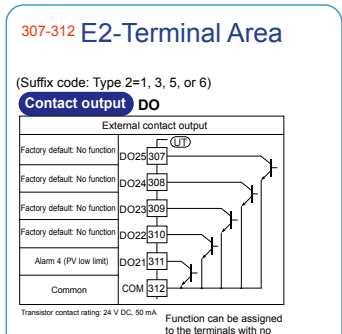 307-312 E2-Terminal Area
(Suffix code: Type 2=1, 3, 5, or 6)
Contact output DO
External contact output
UT
Factory default: No function DO25 307
Factory default: No function DO24 308
Factory default: No function DO23 309
Factory default: No function DO22 310
Alarm 4 (PV low limit) DO21 311
Common COM 312
Transistor contact rating: 24 V DC, 50 mA
Function can be assigned
to the terminals with no